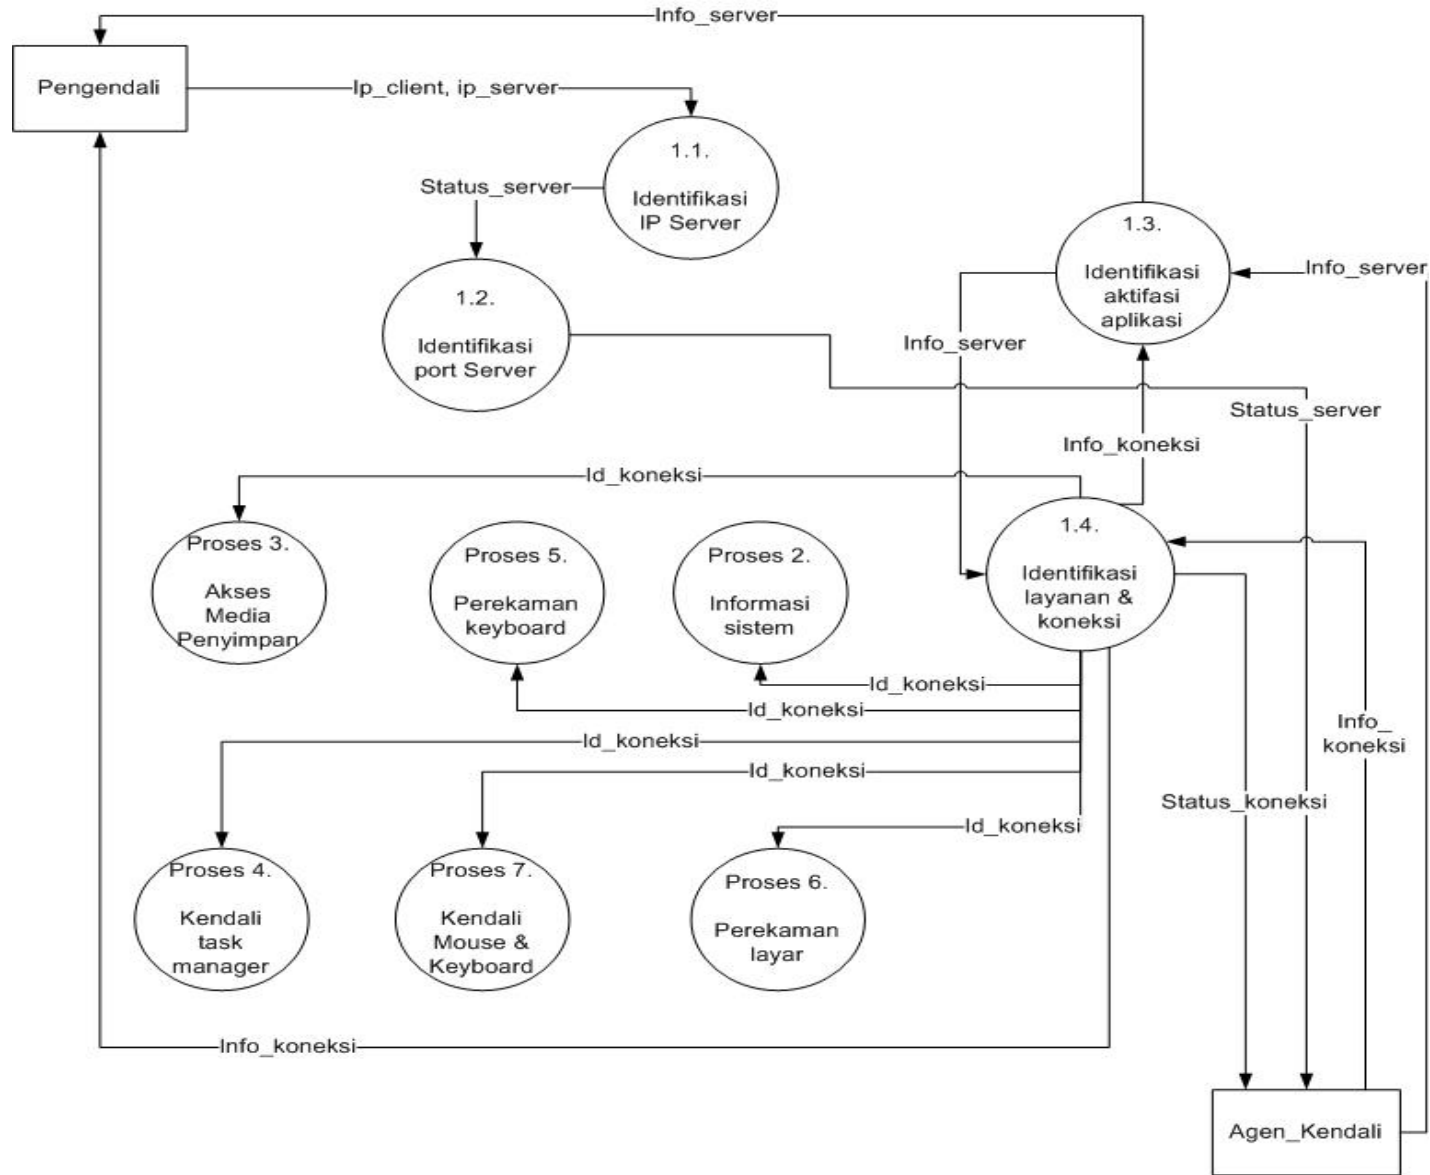 Info_server
Pengendali
Ip_client, ip_server
1.1.
Identifikasi
IP Server
Status_server
1.2.
Identifikasi
port Server
1.3.
Identifikasi
aktifasi
aplikasi
Info_server
Info_server
Status_server
Info_koneksi
Id_koneksi
1.4.
Identifikasi
layanan &
koneksi
Proses 3.
Akses
Media
Penyimpan
Proses 5.
Perekaman
keyboard
Proses 2.
Informasi
sistem
Id_koneksi
Id_koneksi
Id_koneksi
Id_koneksi
Id_koneksi
Info_
koneksi
Status_koneksi
Proses 4.
Kendali
task
manager
Proses 7.
Kendali
Mouse &
Keyboard
Proses 6.
Perekaman
layar
Info_koneksi
Agen_Kendali